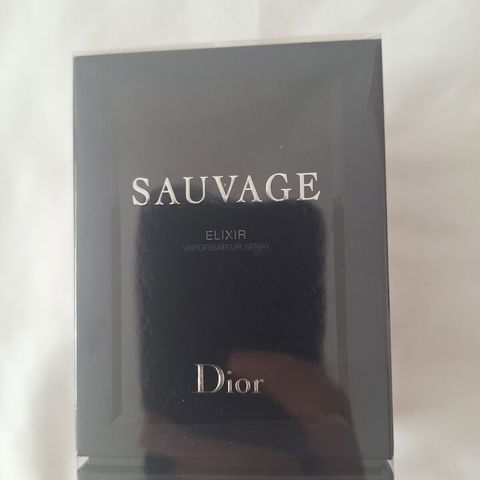 SAUVAGE
ELIXIR
VAPORISATEUR SPRAY
Dior